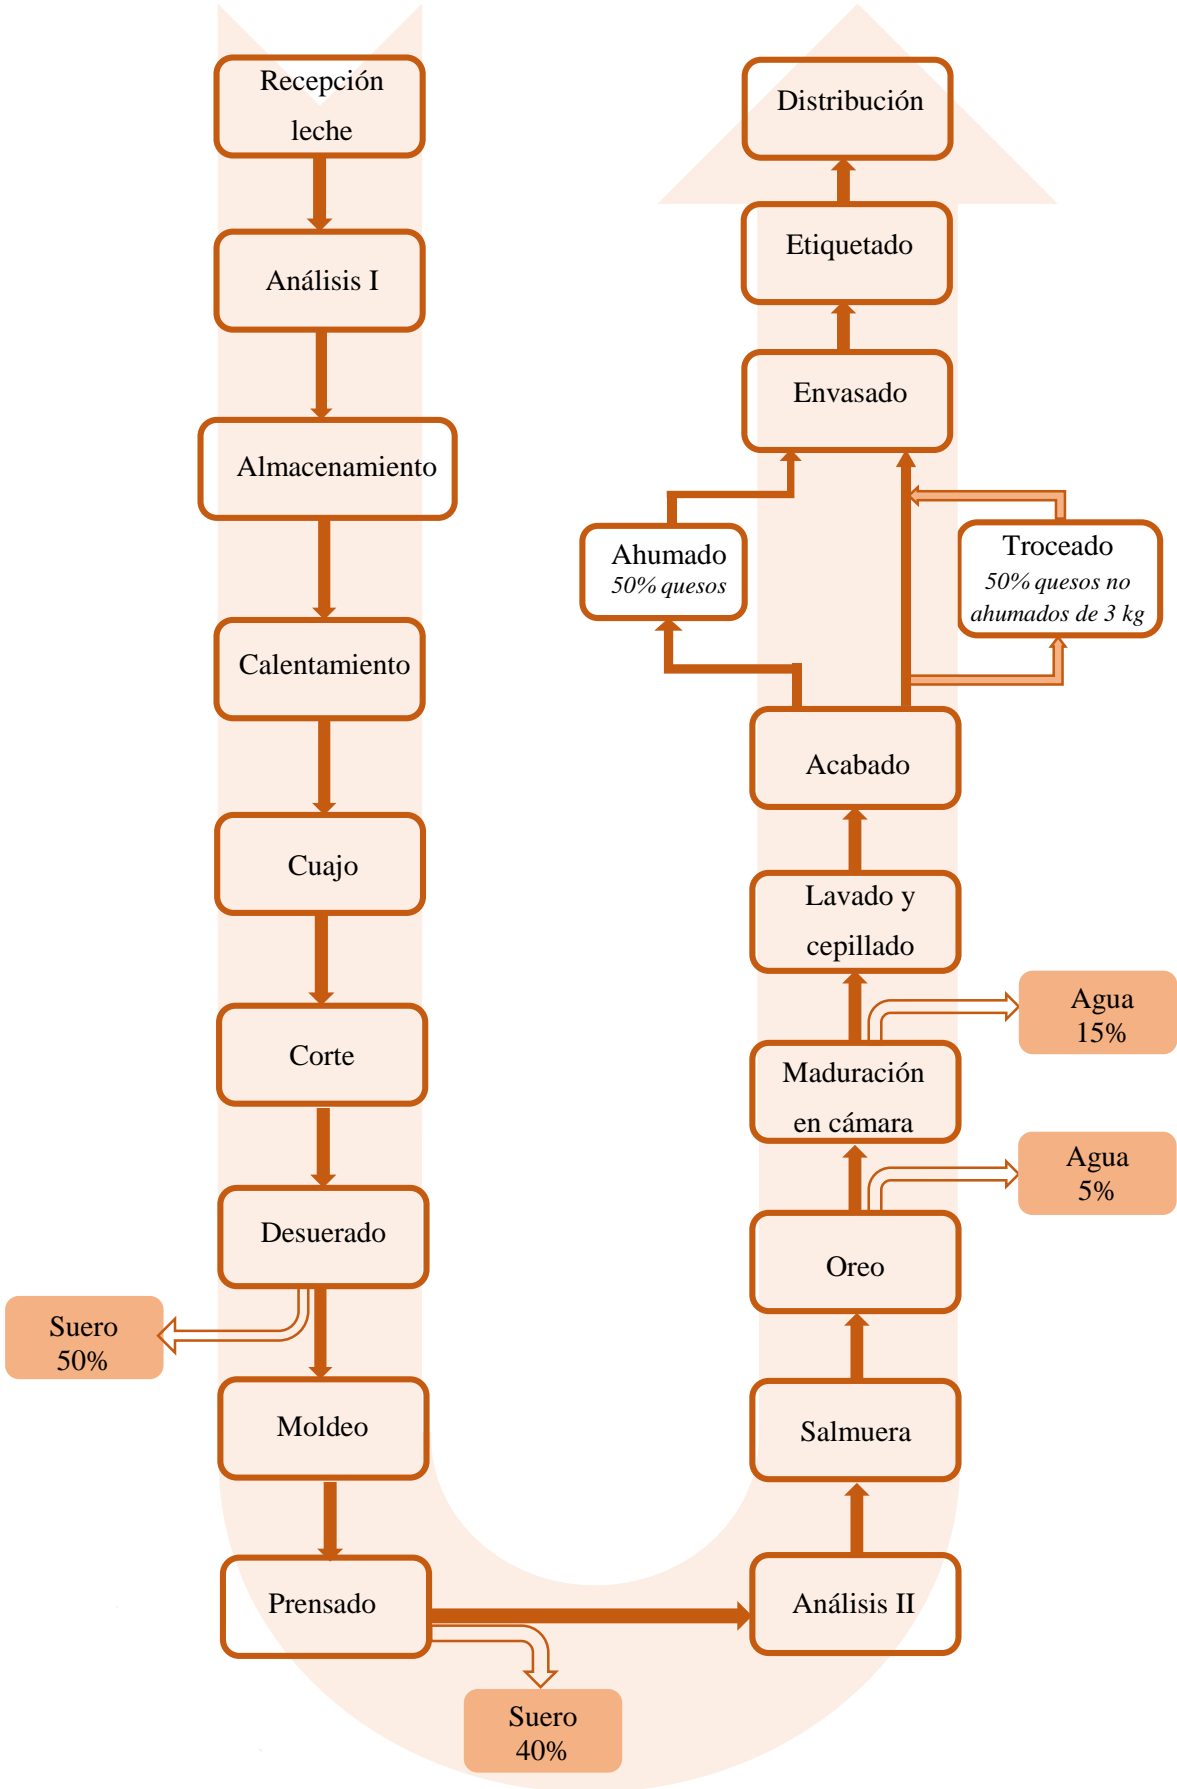 Recepción
leche
Análisis I
Almacenamiento
Calentamiento
Cuajo
Corte
Desuerado
Suero
50%
Moldeo
Prensado
Suero
40%
Análisis II
Salmuera
Oreo
Agua
5%
Maduración
en cámara
Agua
15%
Lavado y
cepillado
Acabado
Ahumado
50% quesos
Troceado
50% quesos no
ahumados de 3 kg
Envasado
Etiquetado
Distribución